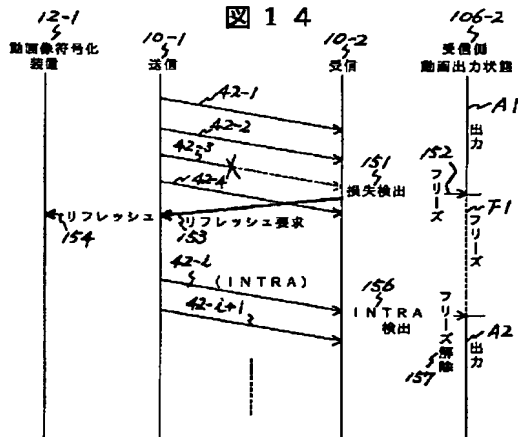 図14
12-1
動画像符号化
装置
10-1
送信
10-2
受信
106-2
受信側
動画出力状態
42-1
42-2
42-3
42-4
A1
出力
151
損失検出
152
フリーズ
F1
フリーズ
リフレッシュ
154
リフレッシュ要求
153
42-i
(INTRA)
42-i+1
156
INTRA
検出
フリーズ解除
157
A2
出力